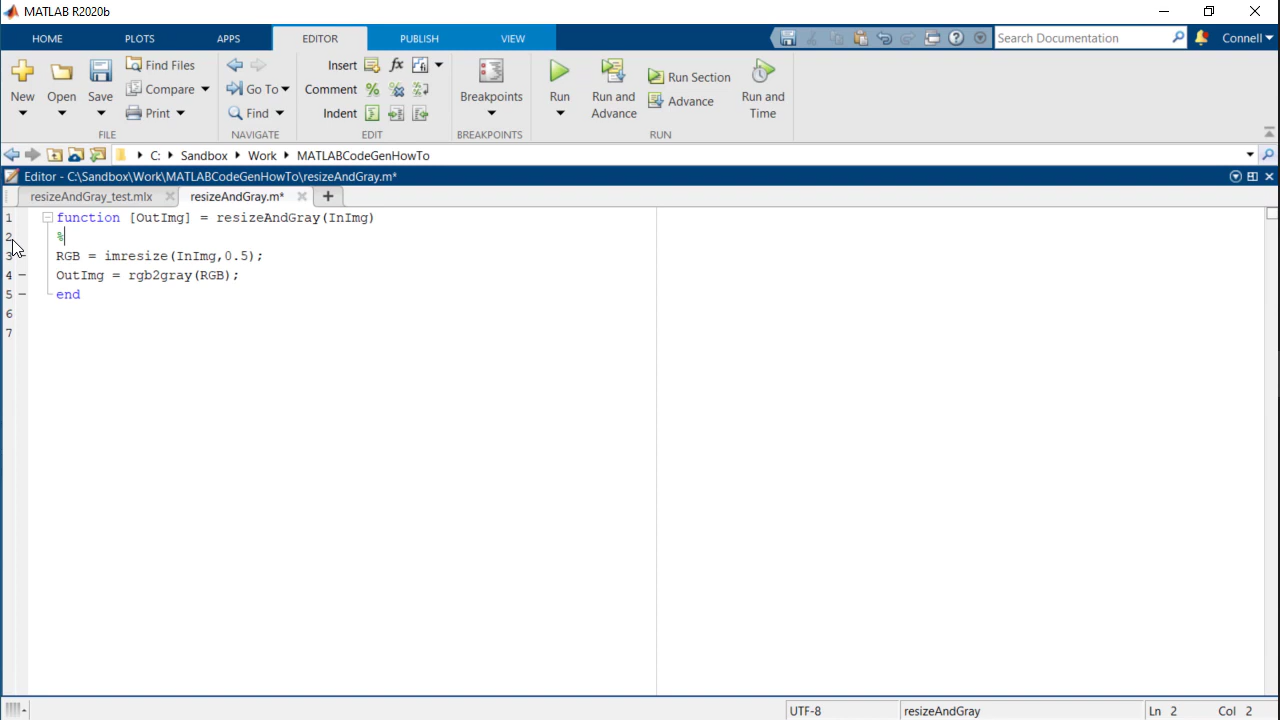 MATLAB R2020b
HOME PLOTS APPS EDITOR PUBLISH VIEW Search Documentation Connell
New Open Save Find Files Compare Print Go To Find Insert fx Comment Indent Breakpoints Run Run and Advance Run Section Advance Run and Time
FILE NAVIGATE EDIT BREAKPOINTS RUN
C: Sandbox Work MATLABCodeGenHowTo
Editor - C:\Sandbox\Work\MATLABCodeGenHowTo\resizeAndGray.m*
resizeAndGray_test.mlx resizeAndGray.m*
1 function [OutImg] = resizeAndGray(InImg)
2 %
3 RGB = imresize(InImg,0.5);
4 OutImg = rgb2gray(RGB);
5 end
6
7
UTF-8 resizeAndGray Ln 2 Col 2